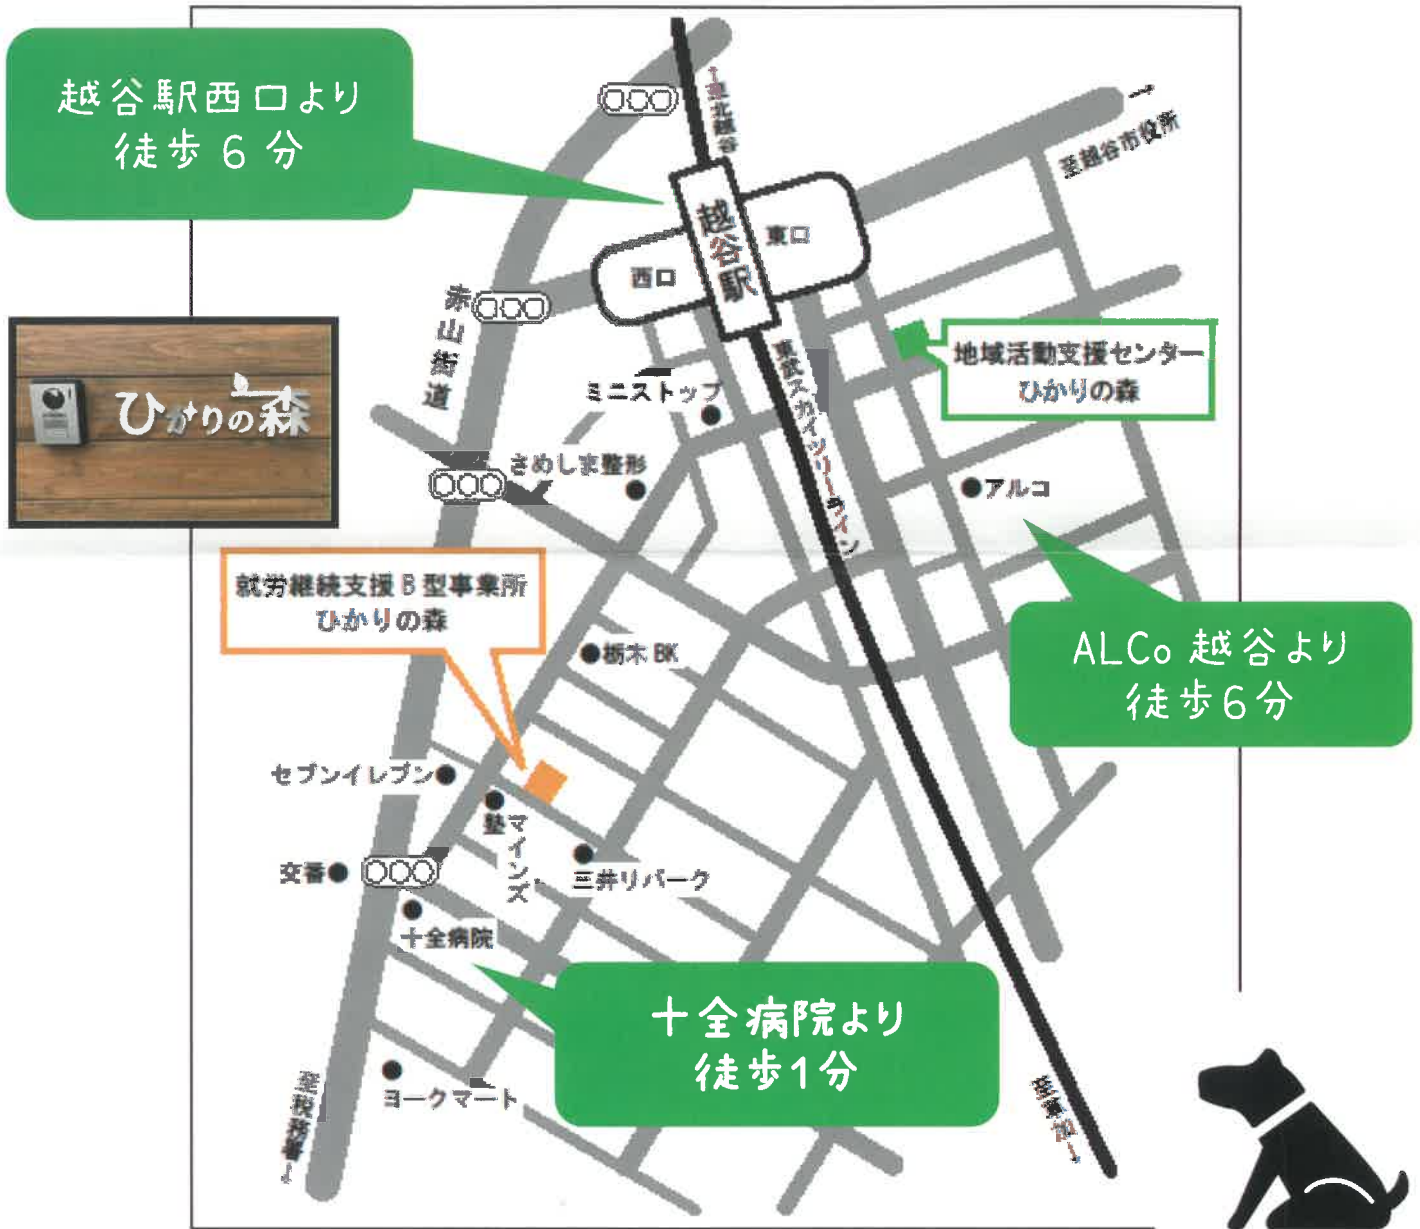 越谷駅西口より
徒歩6分
至北越谷
至越谷市役所
越谷駅
東口
西口
赤山街道
ひかりの森
ミニストップ
東武スカイツリーライン
地域活動支援センター
ひかりの森
さめしま整形
アルコ
就労継続支援B型事業所
ひかりの森
栃木BK
ALCo越谷より
徒歩6分
セブンイレブン
塾
マインズ
交番
三井リパーク
十全病院
十全病院より
徒歩1分
ヨークマート
至税務署
至草加